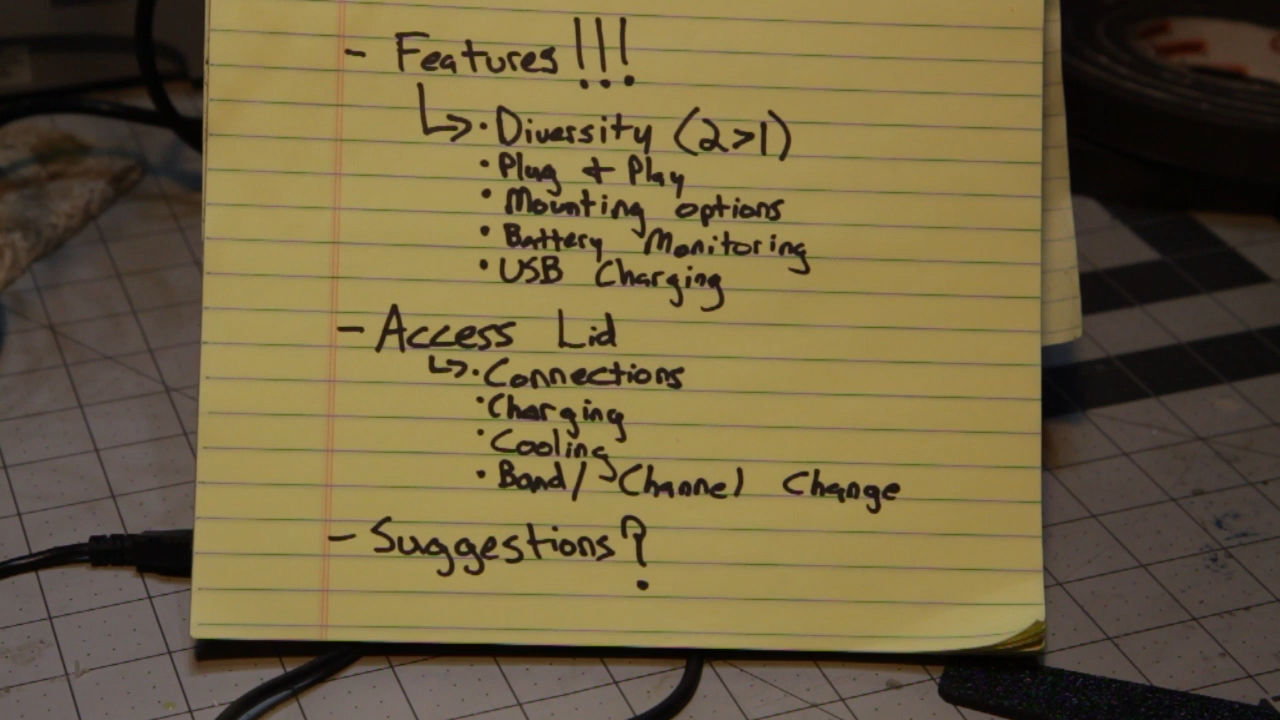 - Features!!!
↳• Diversity (2>1)
• Plug + Play
• Mounting options
• Battery Monitoring
• USB Charging
- Access Lid
↳• Connections
• Charging
• Cooling
• Band/Channel Change
- Suggestions?